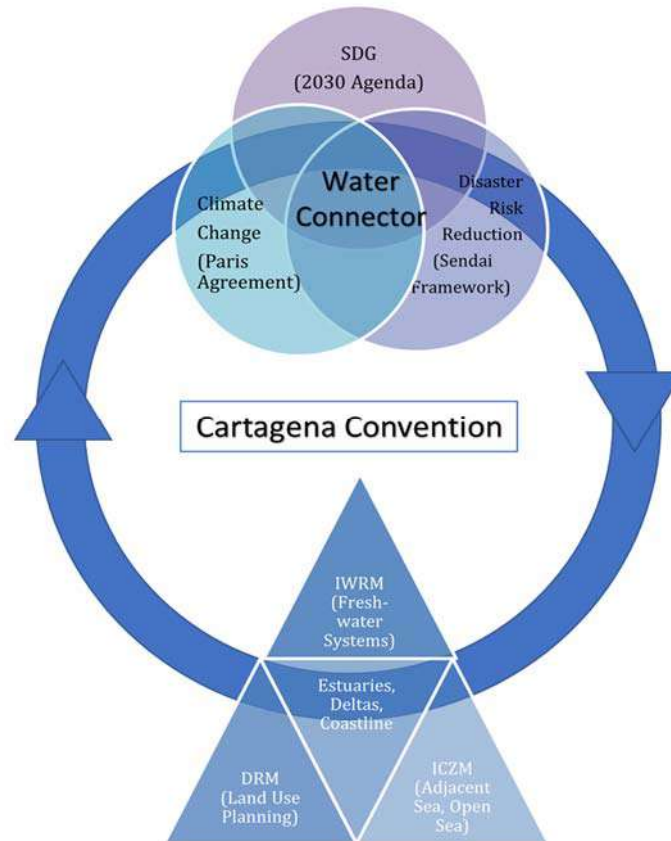 SDG
(2030 Agenda)
Water
Connector
Climate
Change
(Paris
Agreement)
Disaster
Risk
Reduction
(Sendai
Framework)
Cartagena Convention
IWRM
(Fresh-
water
Systems)
Estuaries,
Deltas,
Coastline
DRM
(Land Use
Planning)
ICZM
(Adjacent
Sea, Open
Sea)